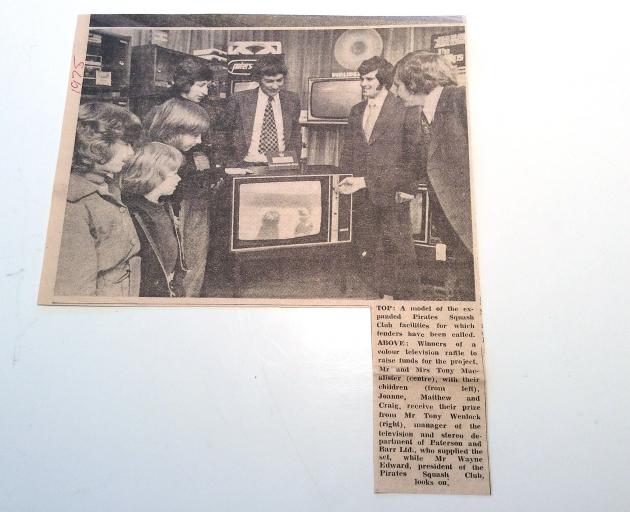 1975
peters
TOP: A model of the ex-
panded Pirates Squash
Club facilities for which
tenders have been called.
ABOVE: Winners of a
colour television raffle to
raise funds for the project,
Mr and Mrs Tony Mac-
alister (centre), with their
children (from left),
Joanne, Matthew and
Craig, receive their prize
from Mr Tony Wenlock
(right), manager of the
television and stereo de-
partment of Paterson and
Barr Ltd., who supplied the
set, while Mr Wayne
Edward, president of the
Pirates Squash Club,
looks on.